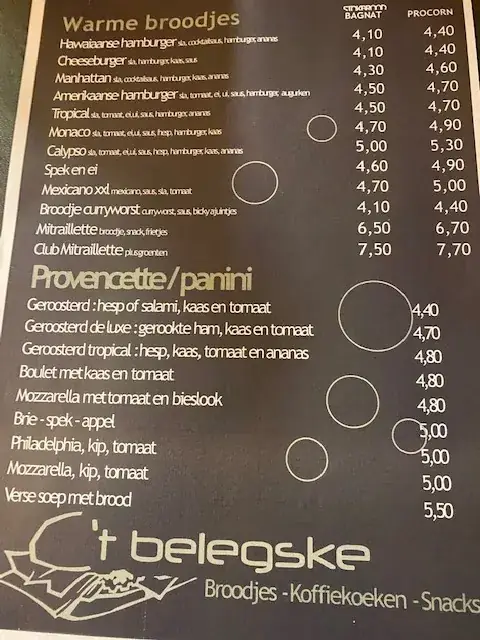 Warme broodjes STOKBROOD BAGNAT PROCORN
Hawaïaanse hamburger sla, cocktailsaus, hamburger, ananas 4,10 4,40
Cheeseburger sla, hamburger, kaas, saus 4,10 4,40
Manhattan sla, cocktailsaus, hamburger, kaas, ananas 4,30 4,60
Amerikaanse hamburger sla, tomaat, ei, ui, saus, hamburger, augurken 4,50 4,70
Tropical sla, tomaat, ei,ui, saus, hamburger, ananas 4,50 4,70
Monaco sla, tomaat, ei,ui, saus, hesp, hamburger, kaas 4,70 4,90
Calypso sla, tomaat, ei,ui, saus, hesp, hamburger, kaas, ananas 5,00 5,30
Spek en ei 4,60 4,90
Mexicano xxl mexicano, saus, sla, tomaat 4,70 5,00
Broodje curryworst curryworst, saus, bicky ajuintjes 4,10 4,40
Mitraillette broodje, snack, frietjes 6,50 6,70
Club Mitraillette plus groenten 7,50 7,70
Provencette/panini
Geroosterd : hesp of salami, kaas en tomaat 4,40
Geroosterd de luxe : gerookte ham, kaas en tomaat 4,70
Geroosterd tropical : hesp, kaas, tomaat en ananas 4,80
Boulet met kaas en tomaat 4,80
Mozzarella met tomaat en bieslook 4,80
Brie - spek - appel 5,00
Philadelphia, kip, tomaat 5,00
Mozzarella, kip, tomaat 5,00
Verse soep met brood 5,50
't belegske
Broodjes - Koffiekoeken - Snacks